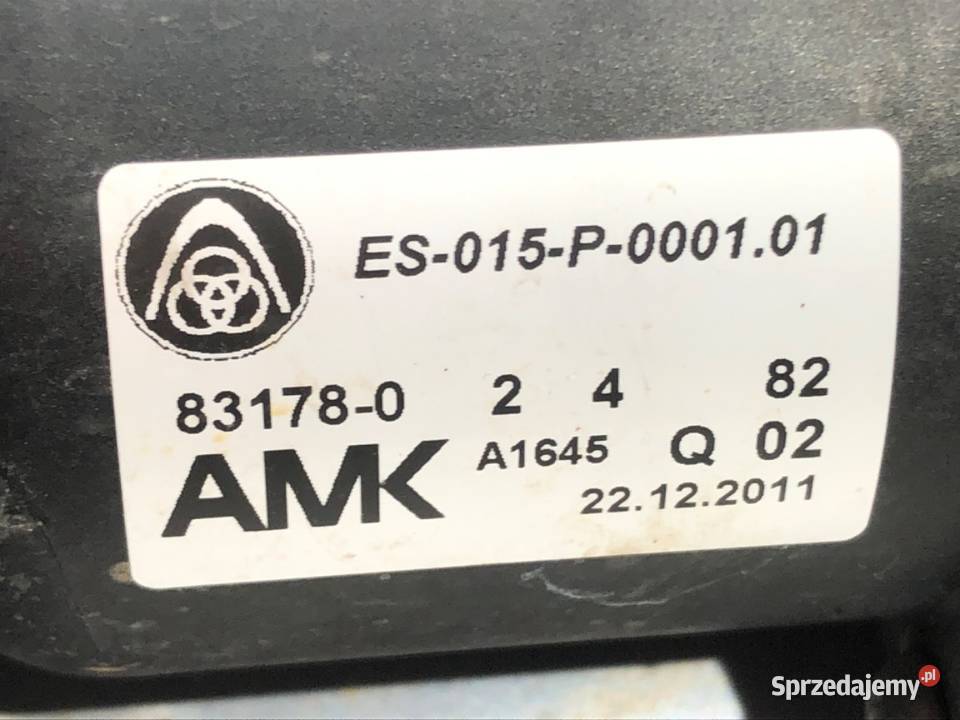 ES-015-P-0001.01
83178-0 2 4 82
AMK A1645 Q 02
22.12.2011
Sprzedajemy.pl